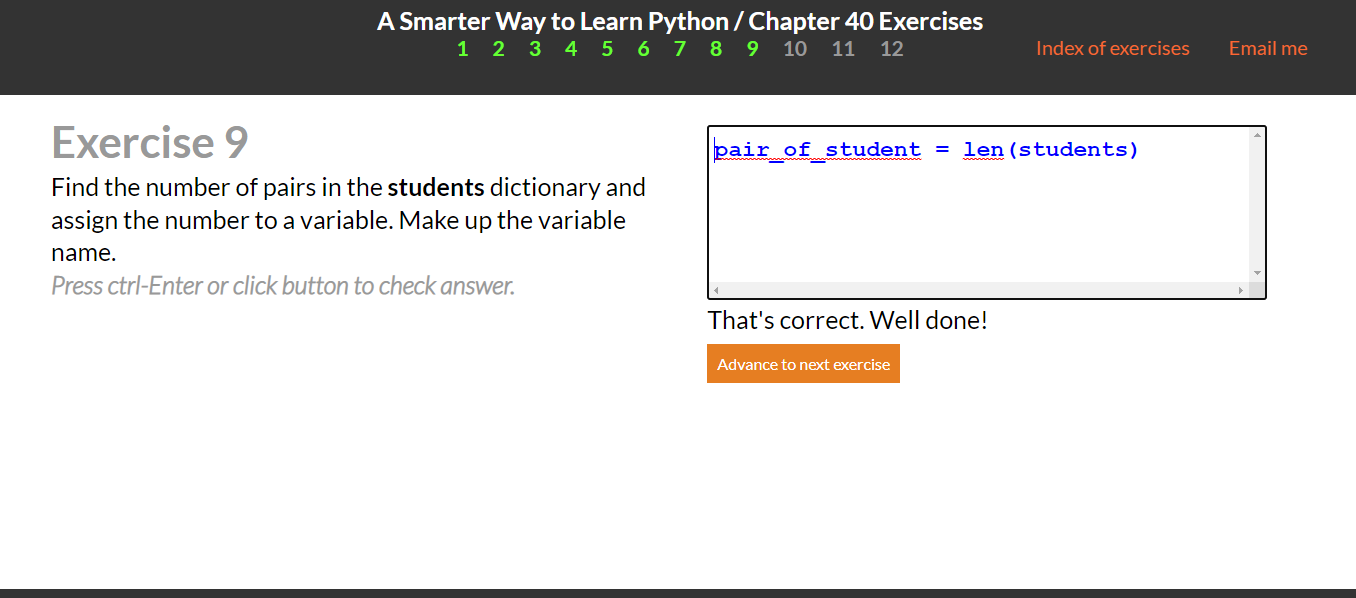 A Smarter Way to Learn Python / Chapter 40 Exercises
1 2 3 4 5 6 7 8 9 10 11 12
Index of exercises Email me
Exercise 9
Find the number of pairs in the students dictionary and
assign the number to a variable. Make up the variable
name.
Press ctrl-Enter or click button to check answer.
pair_of_student = len(students)
That's correct. Well done!
Advance to next exercise